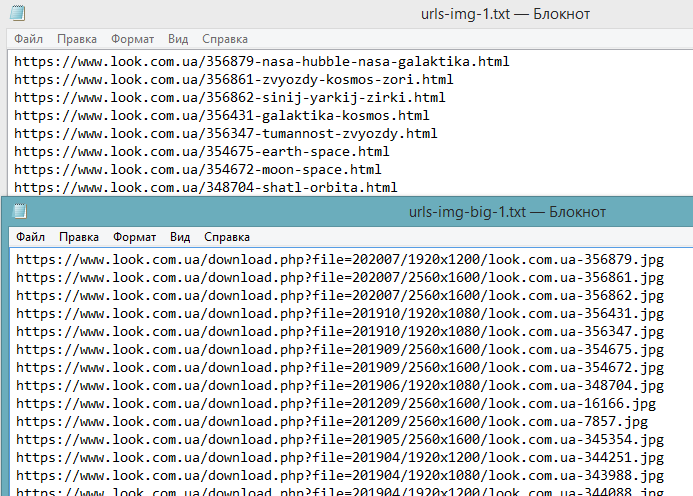 urls-img-1.txt — Блокнот
Файл Правка Формат Вид Справка
https://www.look.com.ua/356879-nasa-hubble-nasa-galaktika.html
https://www.look.com.ua/356861-zvyozdy-kosmos-zori.html
https://www.look.com.ua/356862-sinij-yarkij-zirki.html
https://www.look.com.ua/356431-galaktika-kosmos.html
https://www.look.com.ua/356347-tumannost-zvyozdy.html
https://www.look.com.ua/354675-earth-space.html
https://www.look.com.ua/354672-moon-space.html
https://www.look.com.ua/348704-shatl-orbita.html
urls-img-big-1.txt — Блокнот
Файл Правка Формат Вид Справка
https://www.look.com.ua/download.php?file=202007/1920x1200/look.com.ua-356879.jpg
https://www.look.com.ua/download.php?file=202007/2560x1600/look.com.ua-356861.jpg
https://www.look.com.ua/download.php?file=202007/2560x1600/look.com.ua-356862.jpg
https://www.look.com.ua/download.php?file=201910/1920x1080/look.com.ua-356431.jpg
https://www.look.com.ua/download.php?file=201910/1920x1080/look.com.ua-356347.jpg
https://www.look.com.ua/download.php?file=201909/2560x1600/look.com.ua-354675.jpg
https://www.look.com.ua/download.php?file=201909/2560x1600/look.com.ua-354672.jpg
https://www.look.com.ua/download.php?file=201906/1920x1080/look.com.ua-348704.jpg
https://www.look.com.ua/download.php?file=201209/2560x1600/look.com.ua-16166.jpg
https://www.look.com.ua/download.php?file=201209/2560x1600/look.com.ua-7857.jpg
https://www.look.com.ua/download.php?file=201905/2560x1600/look.com.ua-345354.jpg
https://www.look.com.ua/download.php?file=201904/1920x1200/look.com.ua-344251.jpg
https://www.look.com.ua/download.php?file=201904/1920x1080/look.com.ua-343988.jpg
https://www.look.com.ua/download.php?file=201904/1920x1200/look.com.ua-344088.jpg